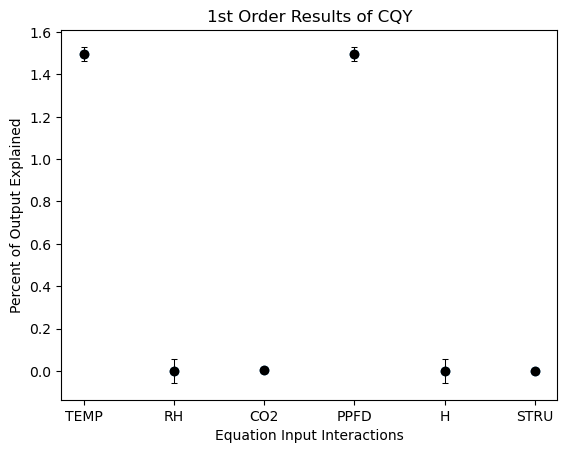 1st Order Results of CQY
Percent of Output Explained
1.6
1.4
1.2
1.0
0.8
0.6
0.4
0.2
0.0
TEMP RH CO2 PPFD H STRU
Equation Input Interactions